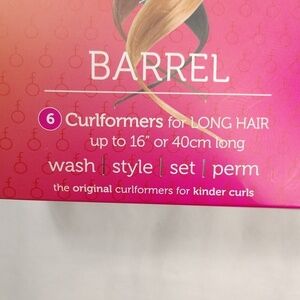 BARREL
6 Curlformers for LONG HAIR
up to 16" or 40cm long
wash | style | set | perm
the original curlformers for kinder curls